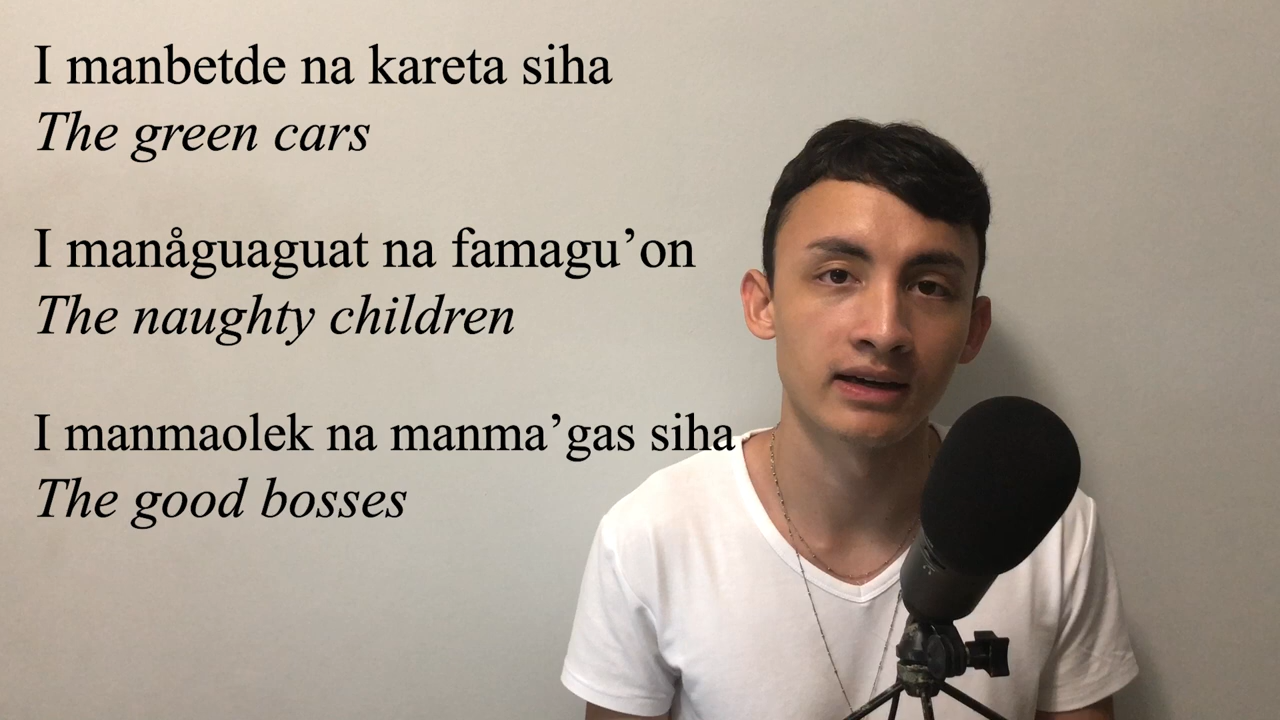 I manbetde na kareta siha
The green cars
I manåguaguat na famagu’on
The naughty children
I manmaolek na manma’gas siha
The good bosses